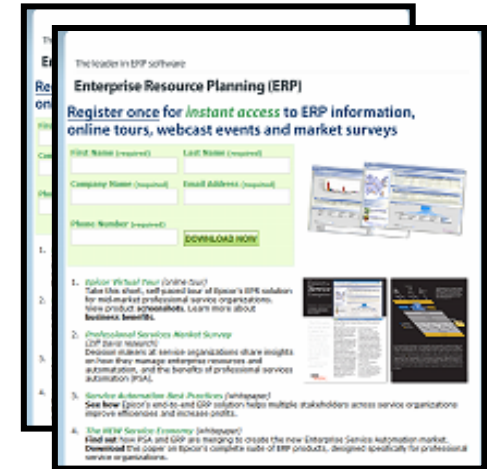 The leader in ERP software
Enterprise Resource Planning (ERP)
Register once for instant access to ERP information,
online tours, webcast events and market surveys
First Name (required) Last Name (required)
Company Name (required) Email Address (required)
Phone Number (required)
DOWNLOAD NOW
1. Epicor Virtual Tour (online tour)
Take this short, self-paced tour of Epicor's EPS solution
for mid-market professional service organizations.
View product screenshots. Learn more about
business benefits.
2. Professional Services Market Survey
(Ziff Davis research)
Decision makers at service organizations share insights
on how they manage enterprise resources and
automation, and the benefits of professional services
automation (PSA).
3. Service Automation Best Practices (whitepaper)
See how Epicor's end-to-end ERP solution helps multiple stakeholders across service organizations
improve efficiencies and increase profits.
4. The NEW Service Economy (whitepaper)
Find out how PSA and ERP are merging to create the new Enterprise Service Automation market.
Download this paper on Epicor's complete suite of ERP products, designed specifically for professional
service organizations.